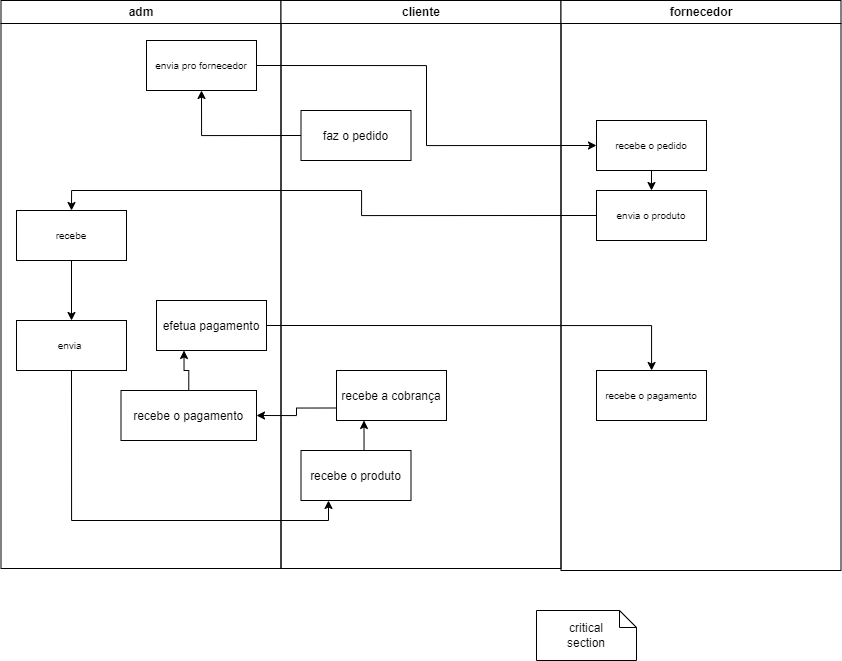 adm
cliente
fornecedor
envia pro fornecedor
faz o pedido
recebe o pedido
envia o produto
recebe
efetua pagamento
envia
recebe a cobrança
recebe o pagamento
recebe o pagamento
recebe o produto
critical
section